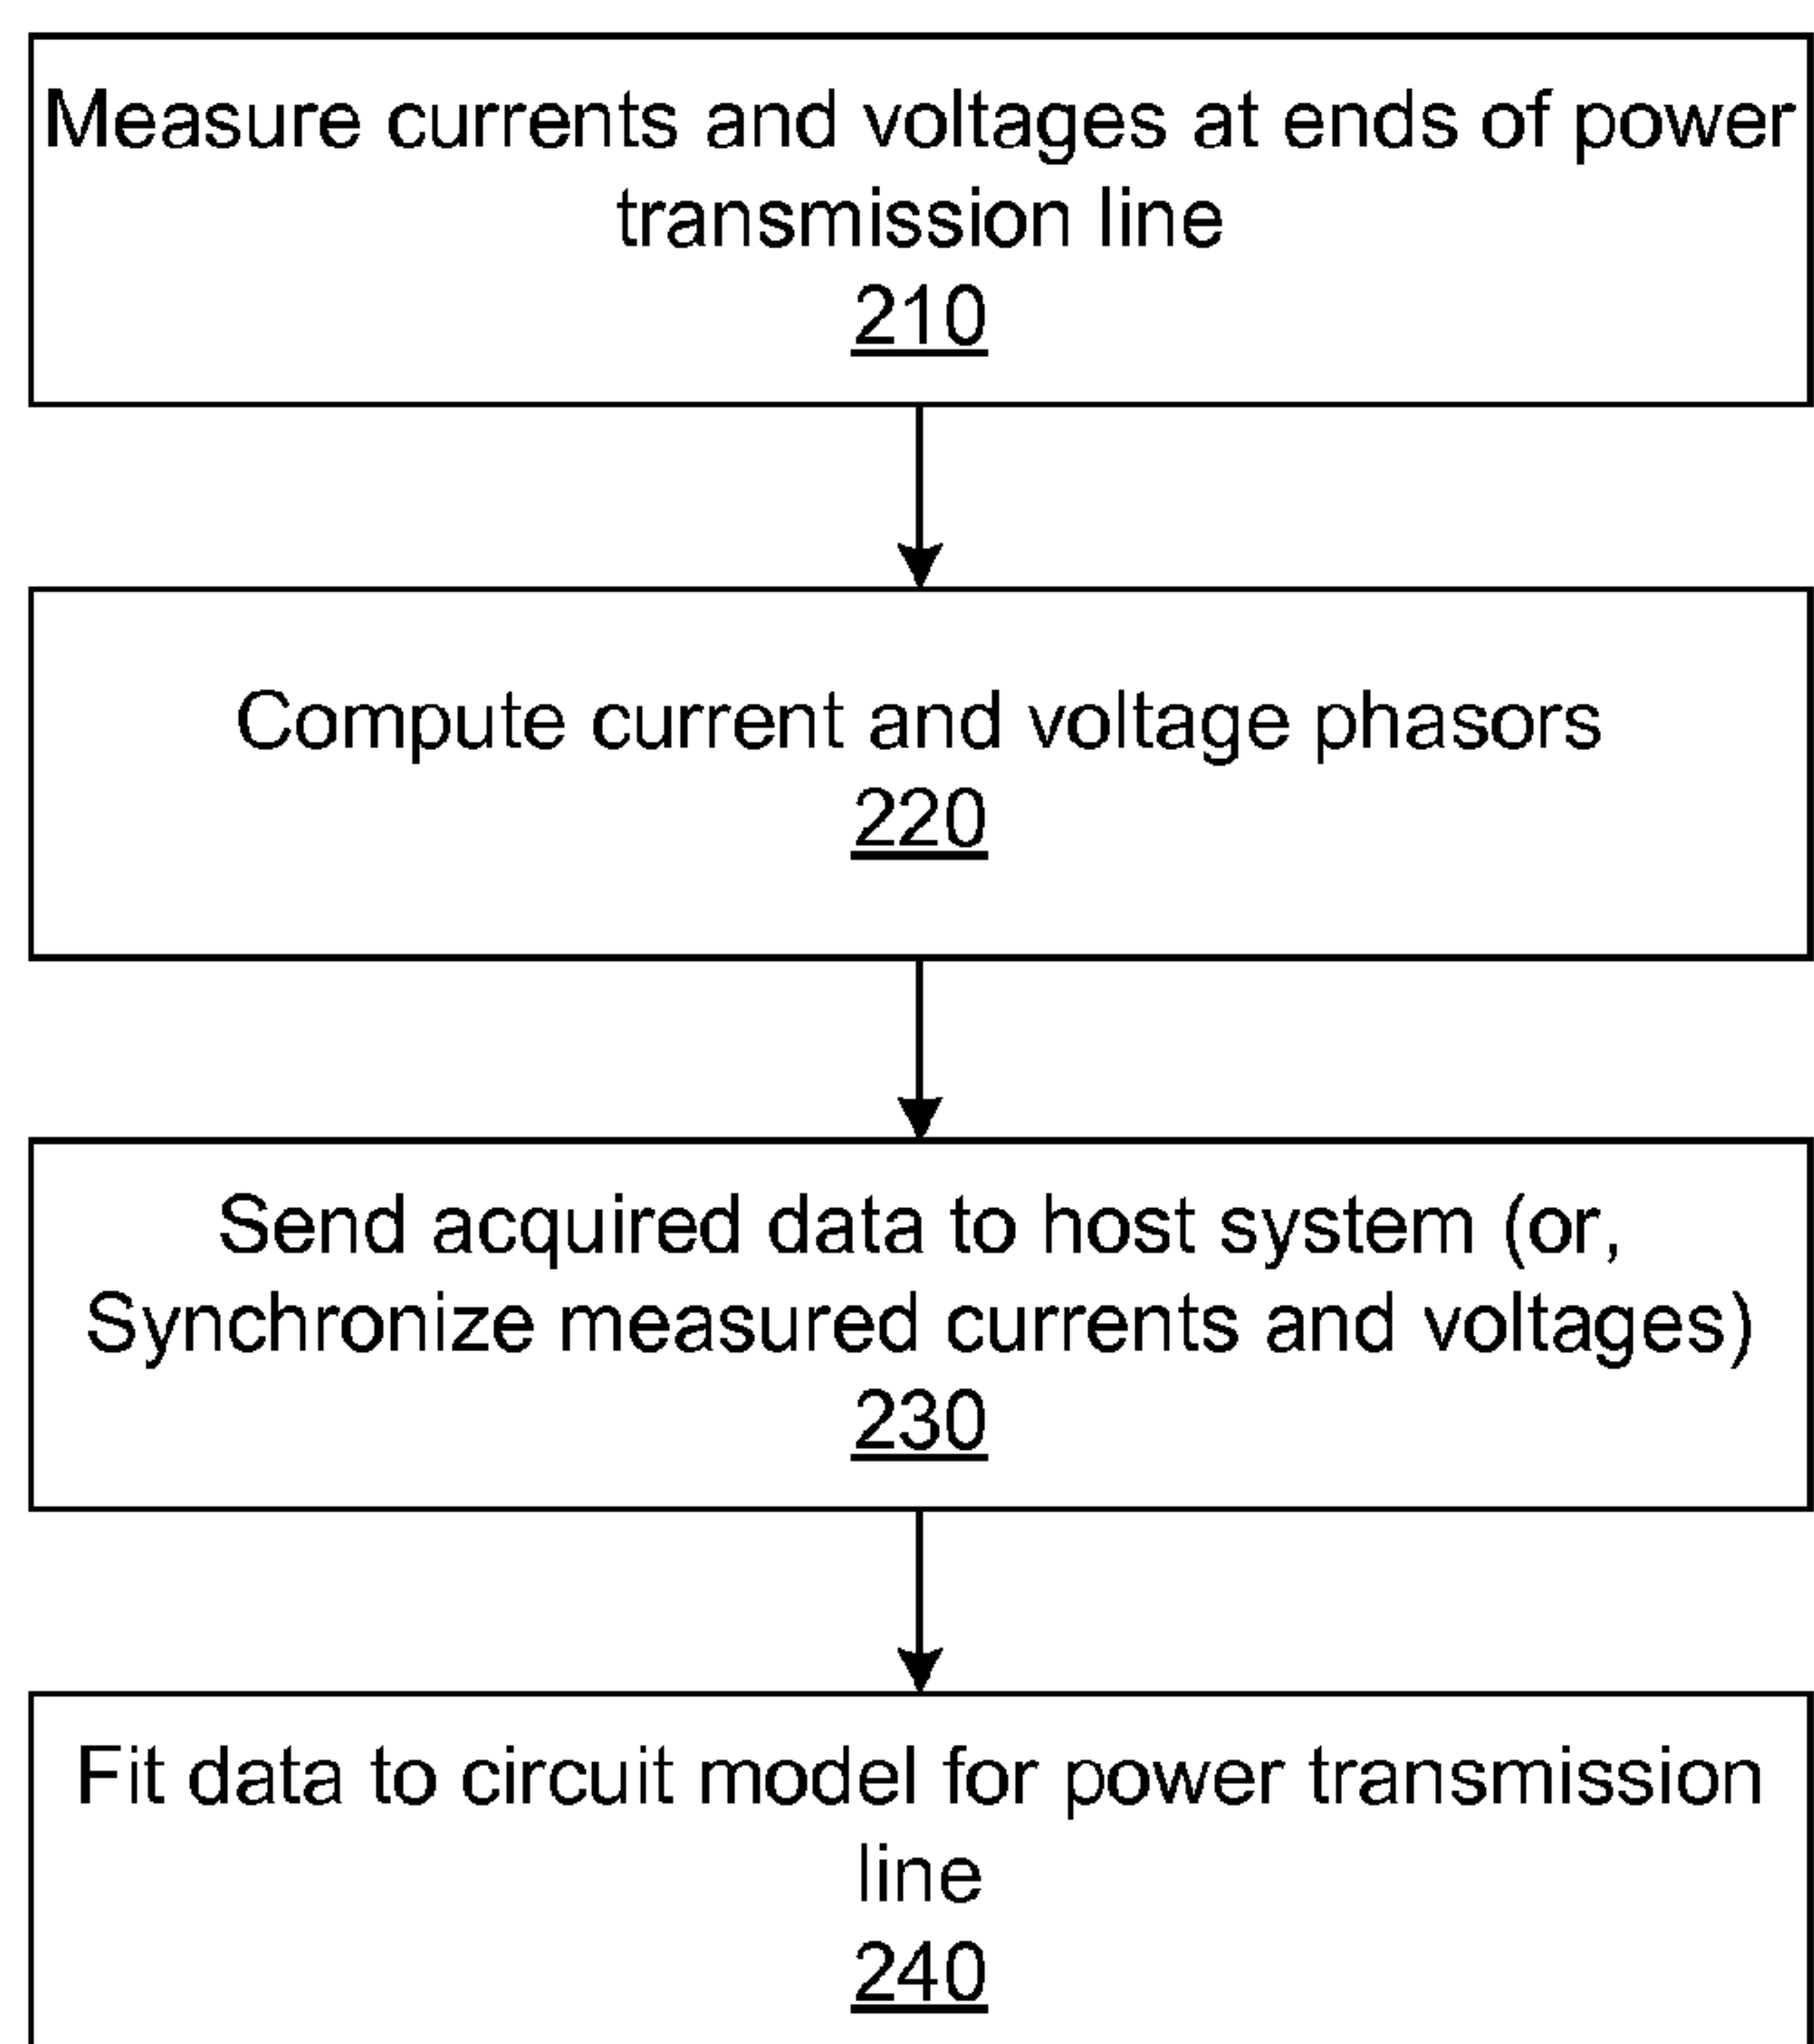 Measure currents and voltages at ends of power
transmission line
210
Compute current and voltage phasors
220
Send acquired data to host system (or,
Synchronize measured currents and voltages)
230
Fit data to circuit model for power transmission
line
240